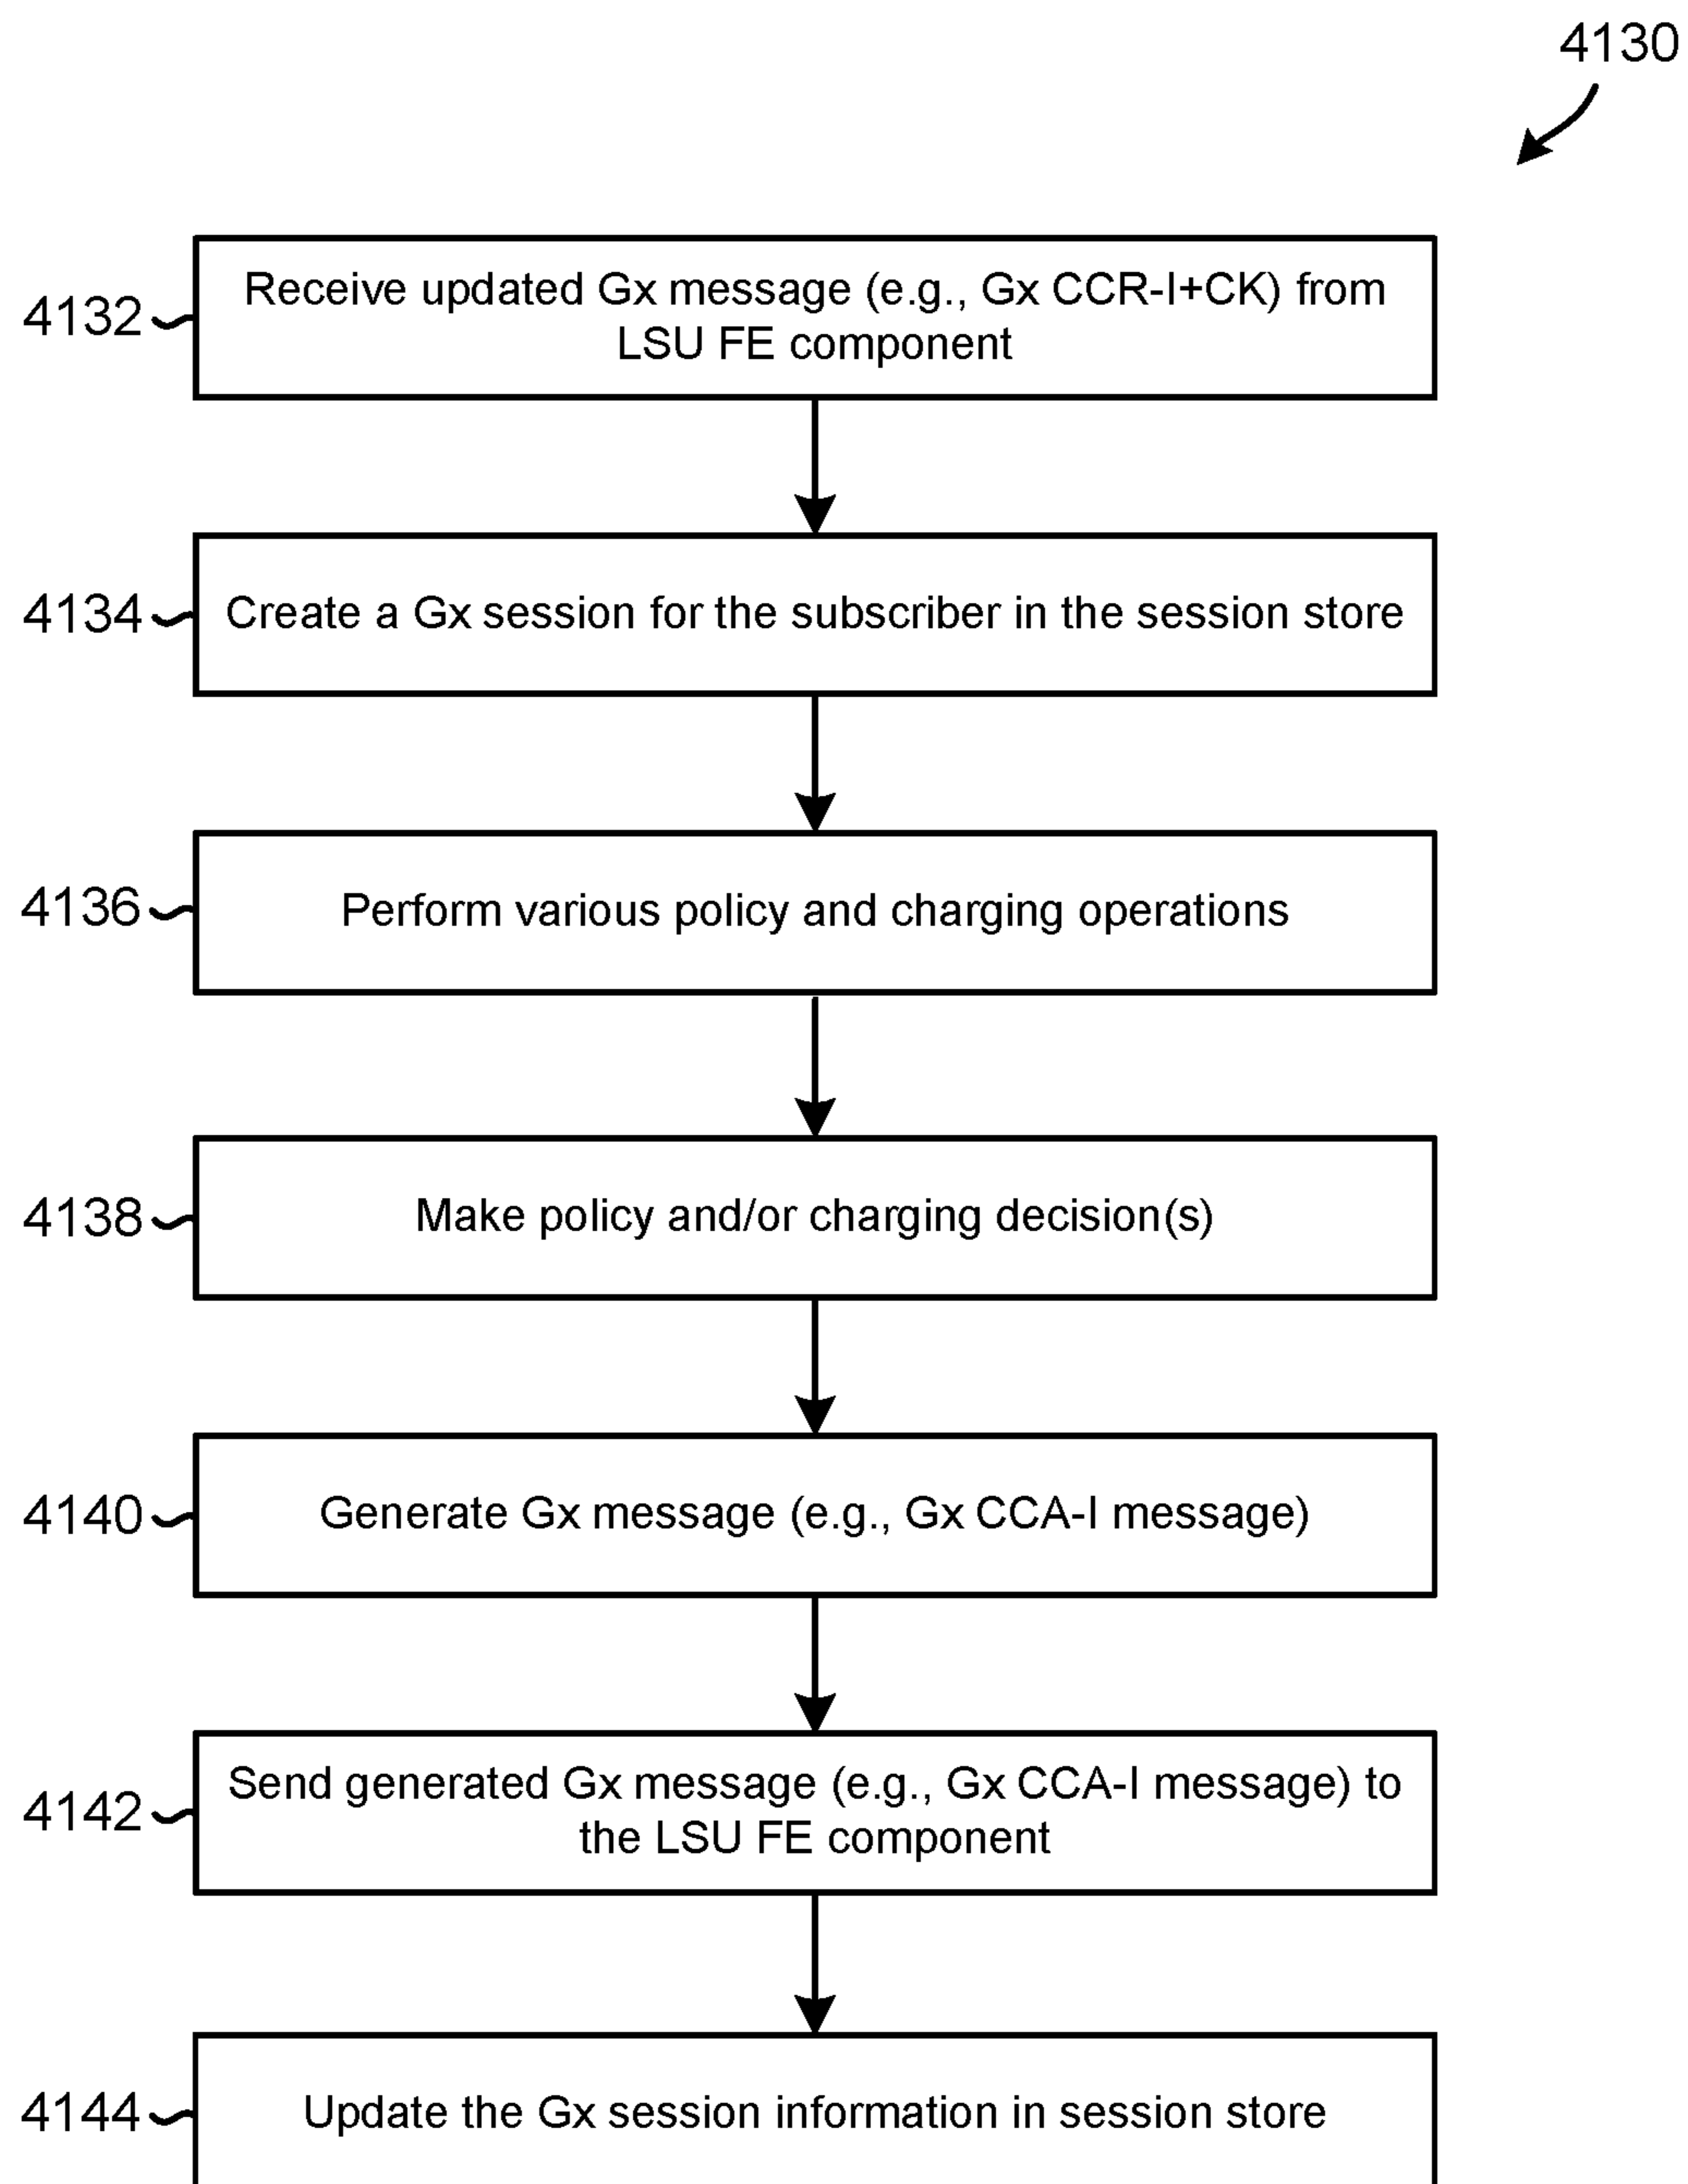 4130
4132
Receive updated Gx message (e.g., Gx CCR-I+CK) from
LSU FE component
4134
Create a Gx session for the subscriber in the session store
4136
Perform various policy and charging operations
4138
Make policy and/or charging decision(s)
4140
Generate Gx message (e.g., Gx CCA-I message)
4142
Send generated Gx message (e.g., Gx CCA-I message) to
the LSU FE component
4144
Update the Gx session information in session store